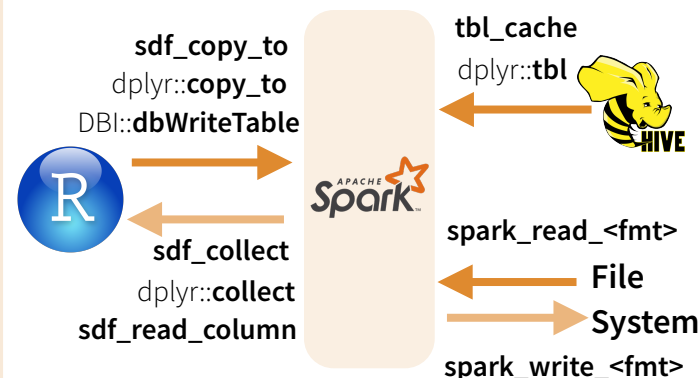 sdf_copy_to
dplyr::copy_to
DBI::dbWriteTable
R
sdf_collect
dplyr::collect
sdf_read_column
APACHE
Spark™
tbl_cache
dplyr::tbl
HIVE
spark_read_<fmt>
File
System
spark_write_<fmt>